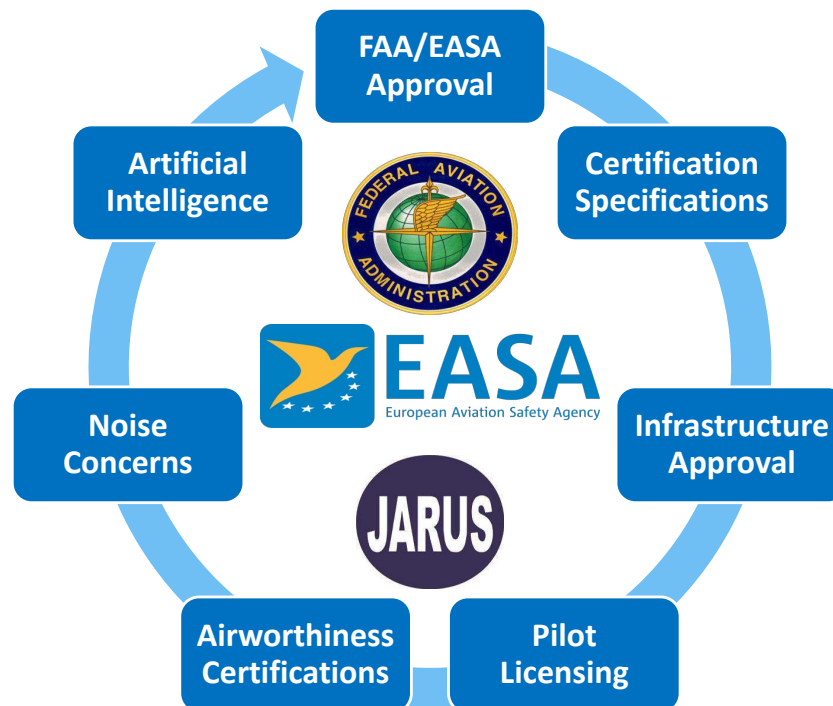 FAA/EASA
Approval
Certification
Specifications
Infrastructure
Approval
Pilot
Licensing
Airworthiness
Certifications
Noise
Concerns
Artificial
Intelligence
FEDERAL AVIATION
ADMINISTRATION
EASA
European Aviation Safety Agency
JARUS